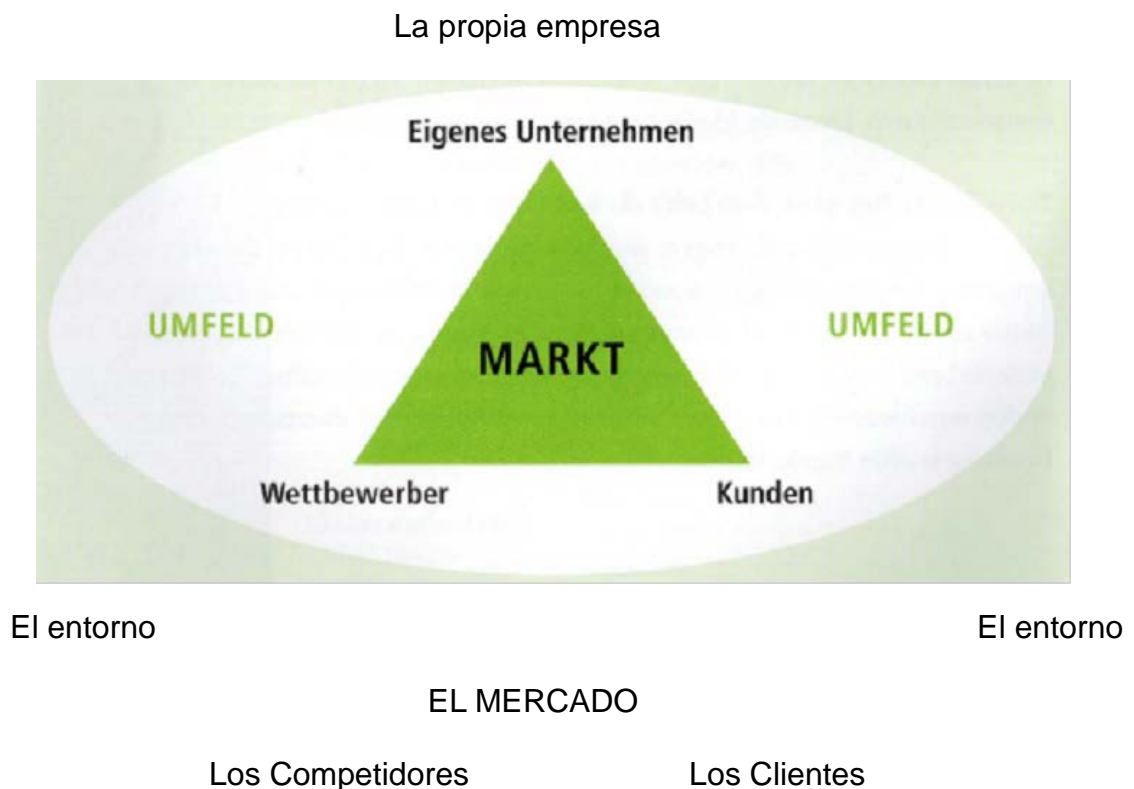 La propia empresa
Eigenes Unternehmen
UMFELD UMFELD
MARKT
Wettbewerber Kunden
El entorno El entorno
EL MERCADO
Los Competidores Los Clientes